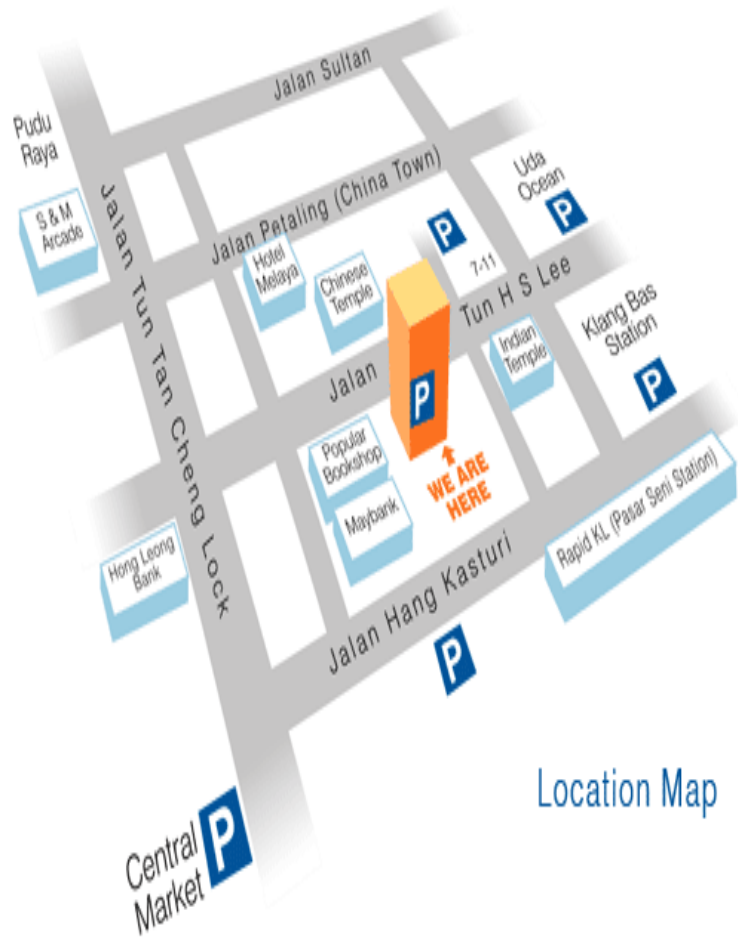 Jalan Sultan
Pudu
Raya
Jalan Petaling (China Town)
Uda
Ocean
S & M
Arcade
P
P
7-11
Hotel
Melaya
Chinese
Temple
Jalan Tun Tan Cheng Lock
Jalan Tun H S Lee
Klang Bas
Station
P
Indian
Temple
P
Popular
Bookshop
WE ARE
HERE
Maybank
Rapid KL (Pasar Seni Station)
Hong Leong
Bank
Jalan Hang Kasturi
P
Location Map
Central
Market
P